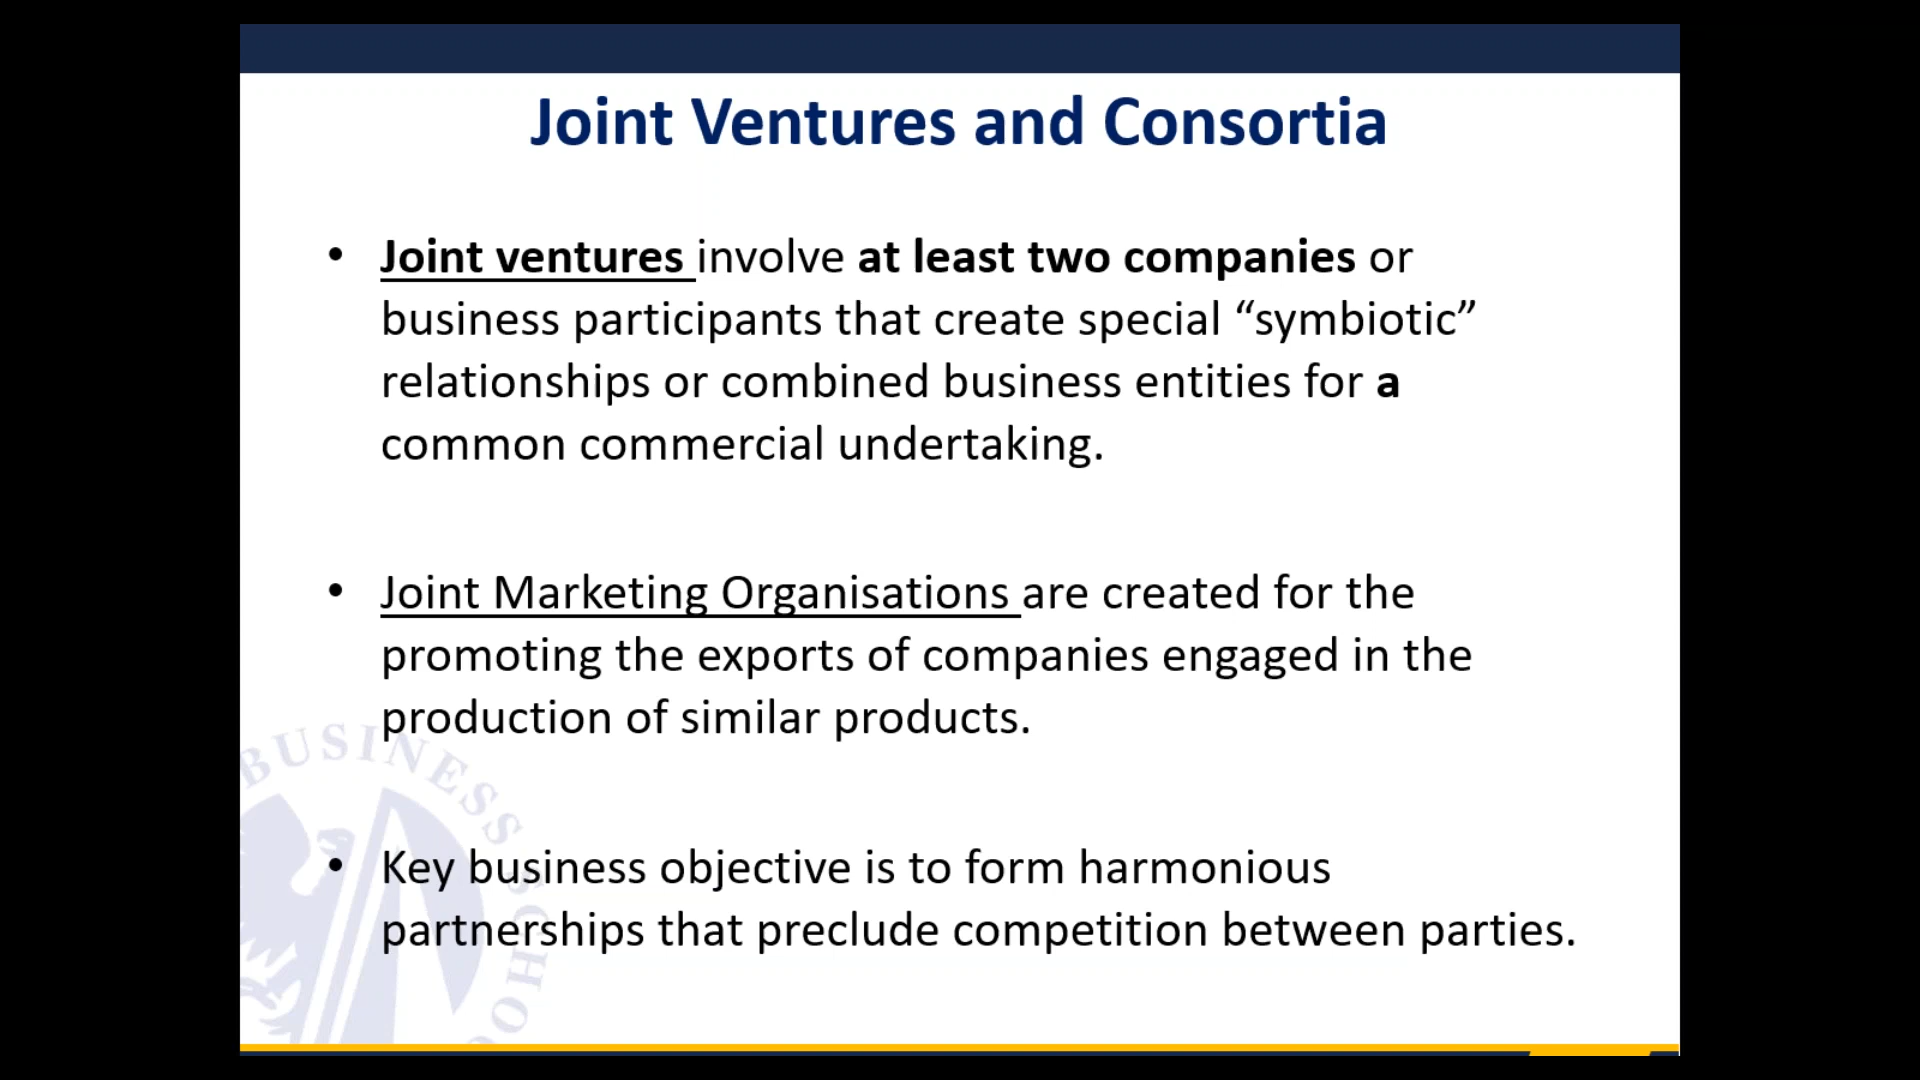 Joint Ventures and Consortia
• Joint ventures involve at least two companies or
business participants that create special “symbiotic”
relationships or combined business entities for a
common commercial undertaking.
• Joint Marketing Organisations are created for the
promoting the exports of companies engaged in the
production of similar products.
• Key business objective is to form harmonious
partnerships that preclude competition between parties.
BUSINESS SCHOO